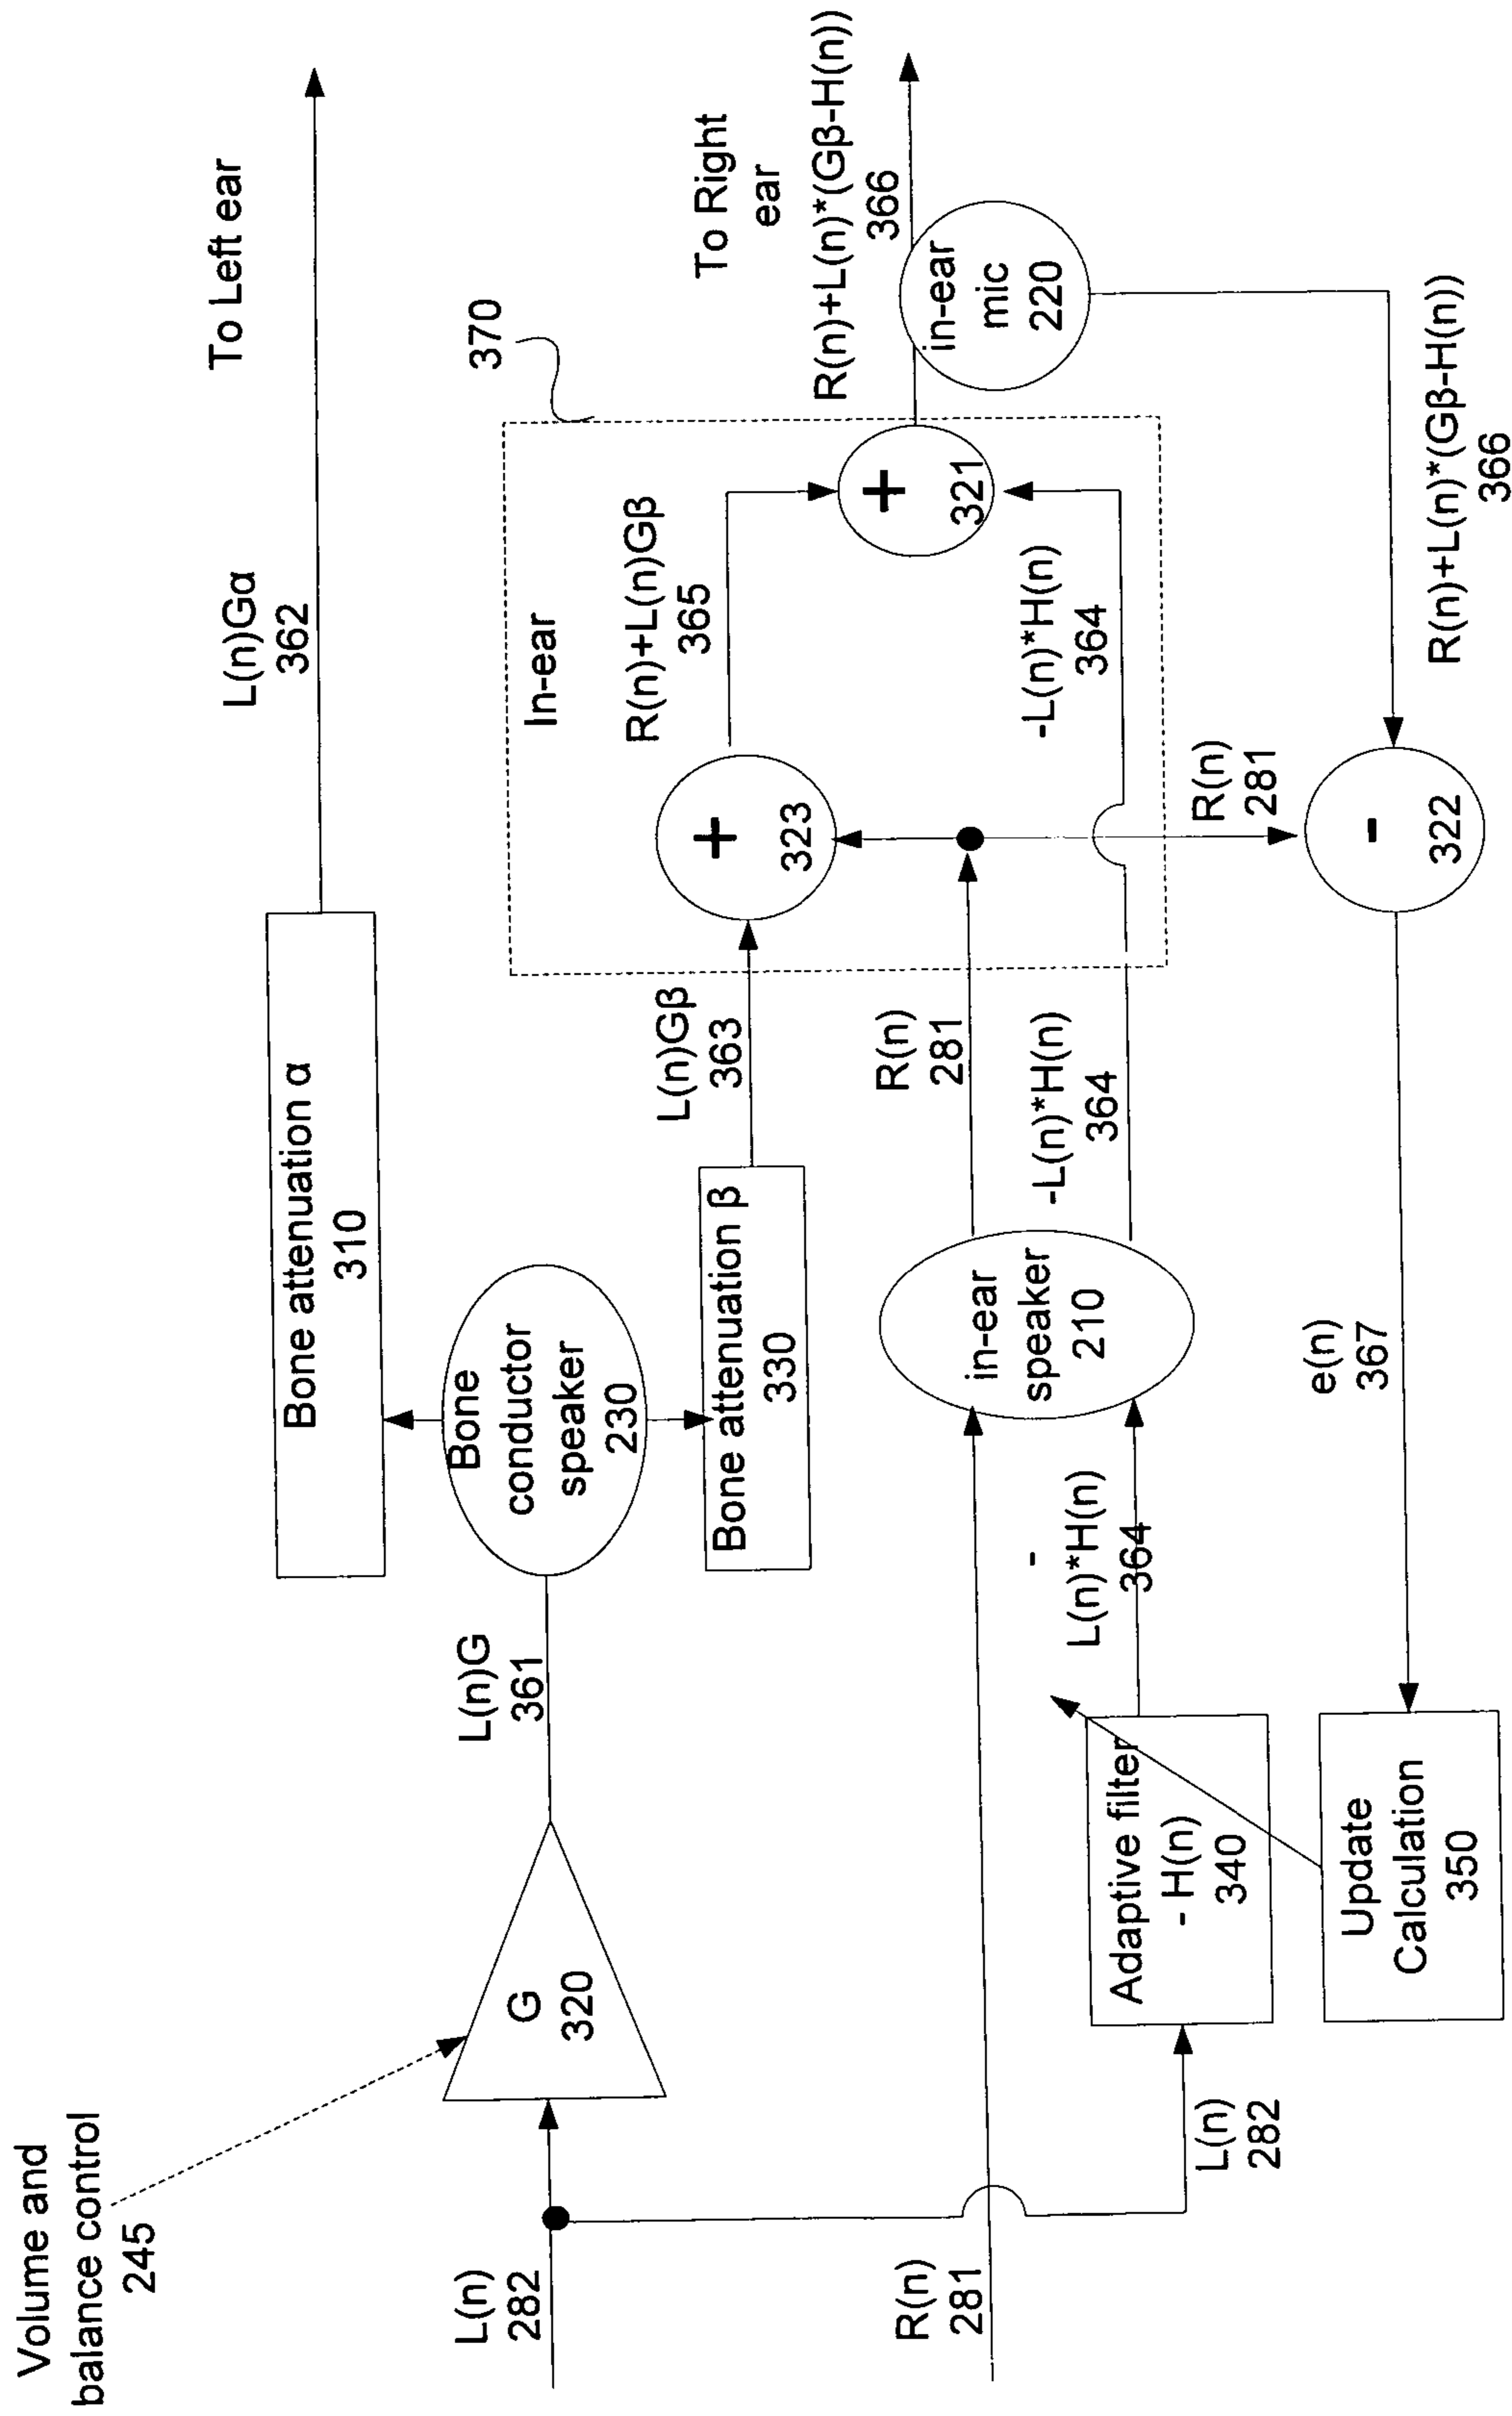 Volume and
balance control
245
L(n)
282
G
320
L(n)G
361
Bone
conductor
speaker
230
Bone attenuation α
310
L(n)Gα
362
To Left ear
Bone attenuation β
330
L(n)Gβ
363
370
In-ear
+
323
R(n)+L(n)Gβ
365
+
321
To Right
ear
R(n)+L(n)*(Gβ-H(n))
366
in-ear
mic
220
R(n)
281
in-ear
speaker
210
R(n)
281
-L(n)*H(n)
364
-L(n)*H(n)
364
R(n)
281
L(n)
282
Adaptive filter
- H(n)
340
-
L(n)*H(n)
364
Update
Calculation
350
e(n)
367
-
322
R(n)+L(n)*(Gβ-H(n))
366